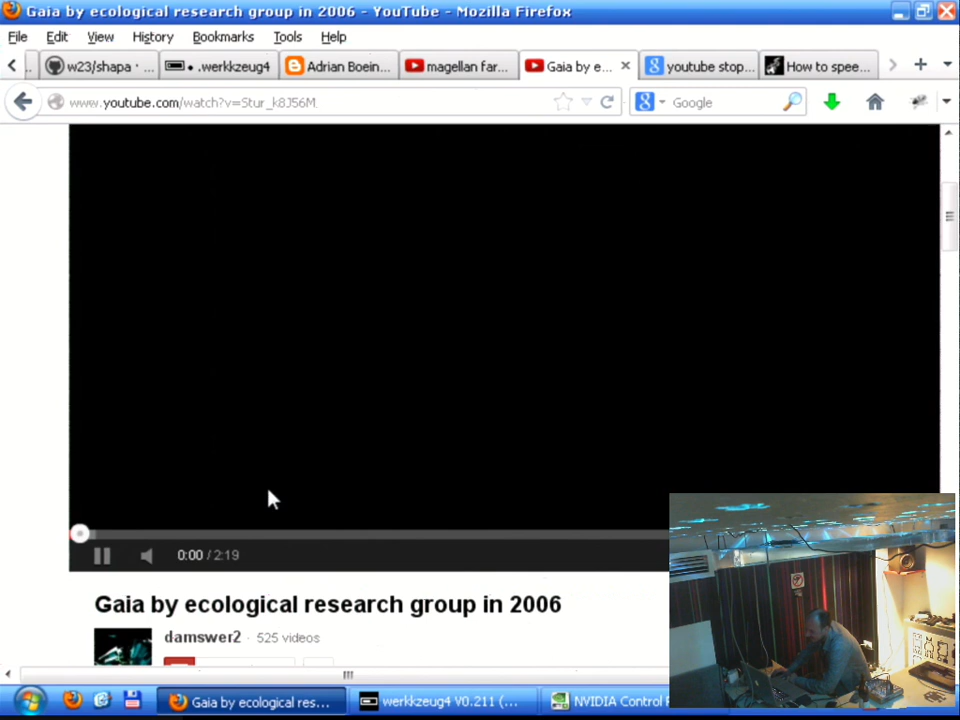 Gaia by ecological research group in 2006 - YouTube - Mozilla Firefox
File Edit View History Bookmarks Tools Help
w23/shapa · ... .werkkzeug4 Adrian Boein... magellan far... Gaia by e... youtube stop... How to spee...
www.youtube.com/watch?v=Stur_k8J56M Google
0:00 / 2:19
Gaia by ecological research group in 2006
damswer2 · 525 videos
Gaia by ecological res... werkkzeug4 V0.211 (... NVIDIA Control